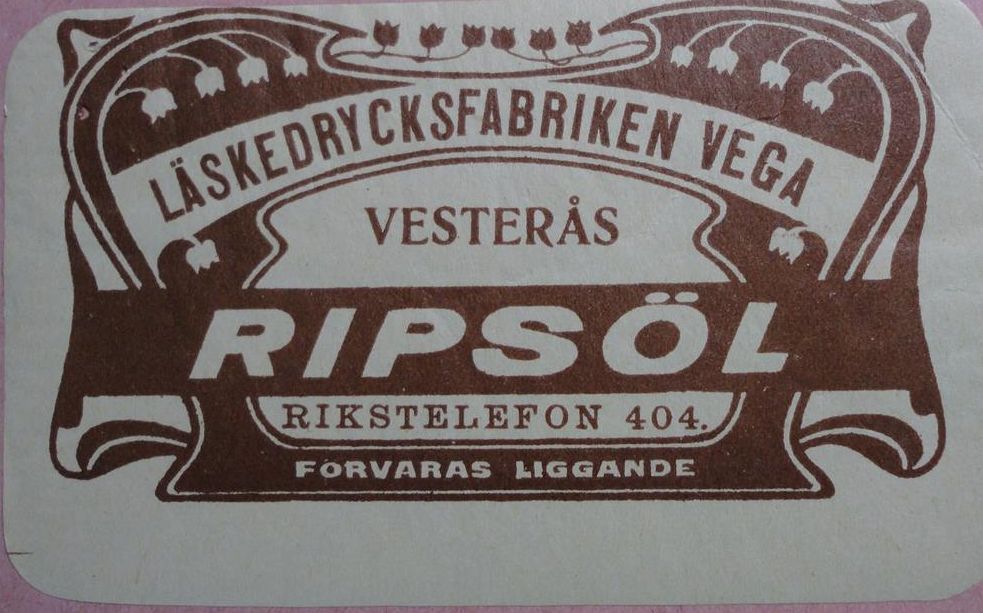 LÄSKEDRYCKSFABRIKEN VEGA
VESTERÅS
RIPSÖL
RIKSTELEFON 404.
FÖRVARAS LIGGANDE